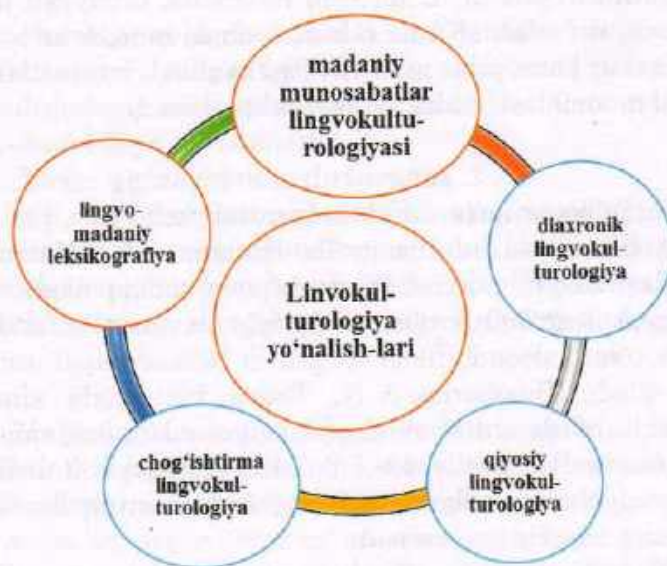 madaniy
munosabatlar
lingvokultu-
rologiyasi
diaxronik
lingvokul-
turologiya
qiyosiy
lingvokul-
turologiya
chog‘ishtirma
lingvokul-
turologiya
lingvo-
madaniy
leksikografiya
Linvokul-
turologiya
yo‘nalish-lari